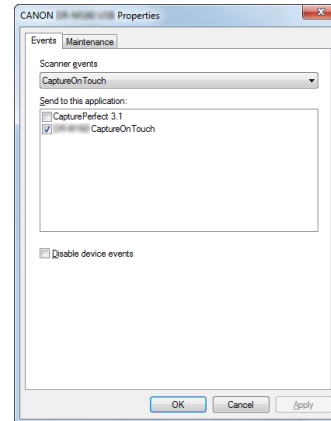 CANON USB Properties
Events Maintenance
Scanner events
CaptureOnTouch
Send to this application:
CapturePerfect 3.1
CaptureOnTouch
Disable device events
OK Cancel Apply